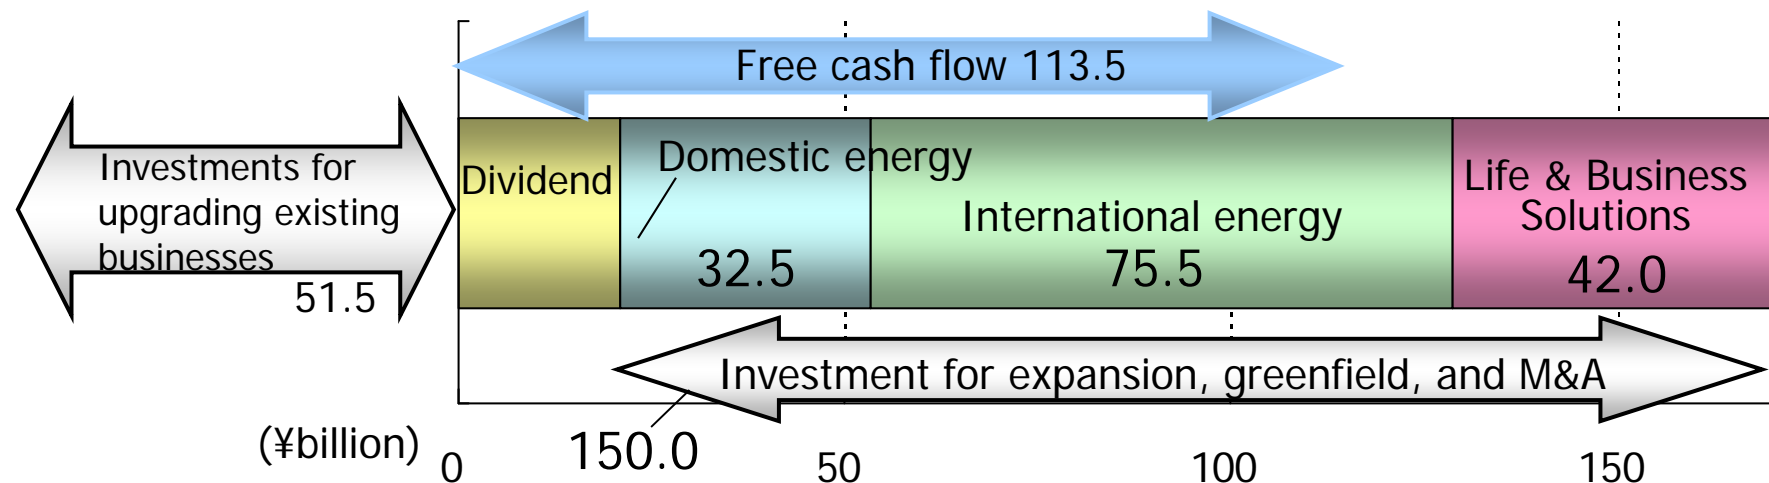 Free cash flow 113.5
Investments for
upgrading existing
businesses
51.5
Dividend
Domestic energy
32.5
International energy
75.5
Life & Business
Solutions
42.0
Investment for expansion, greenfield, and M&A
150.0
(¥billion)
0
50
100
150